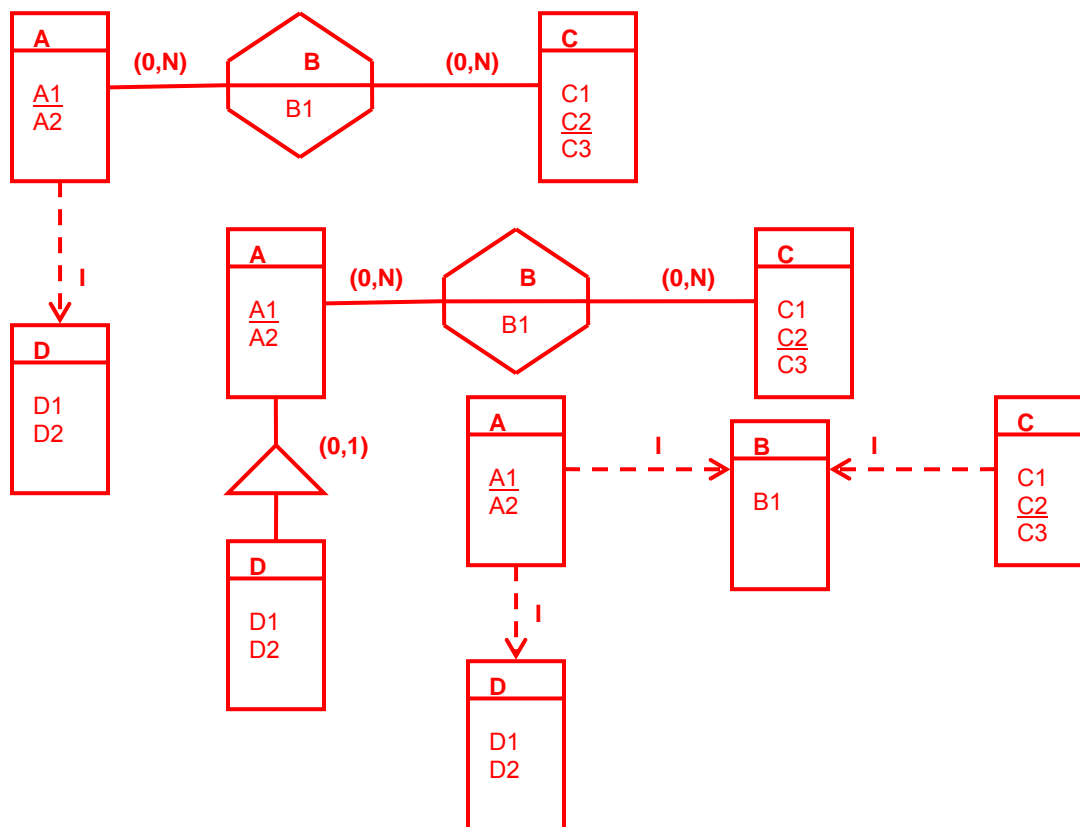 A
(0,N)
B
(0,N)
C
A1
A2
B1
C1
C2
C3
I
D
D1
D2
A
(0,N)
B
(0,N)
C
A1
A2
B1
C1
C2
C3
(0,1)
D
D1
D2
A
I
B
I
C
A1
A2
B1
C1
C2
C3
I
D
D1
D2